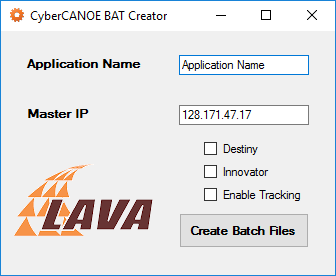 CyberCANOE BAT Creator
Application Name Application Name
Master IP 128.171.47.17
Destiny
Innovator
Enable Tracking
LAVA Create Batch Files